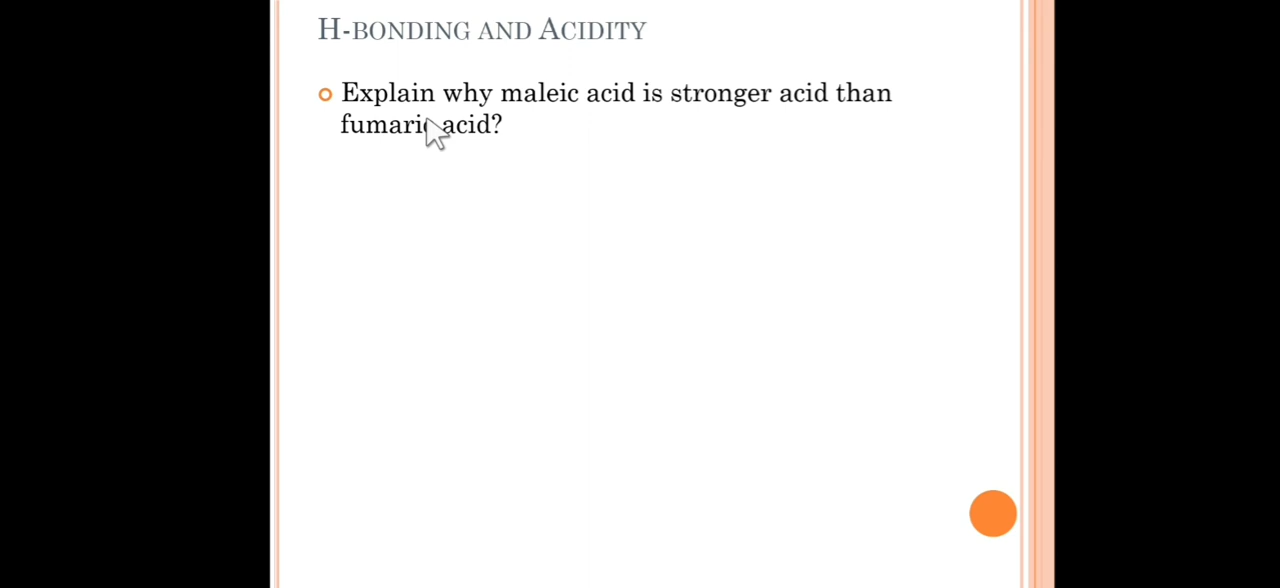 H-BONDING AND ACIDITY
Explain why maleic acid is stronger acid than
fumaric acid?